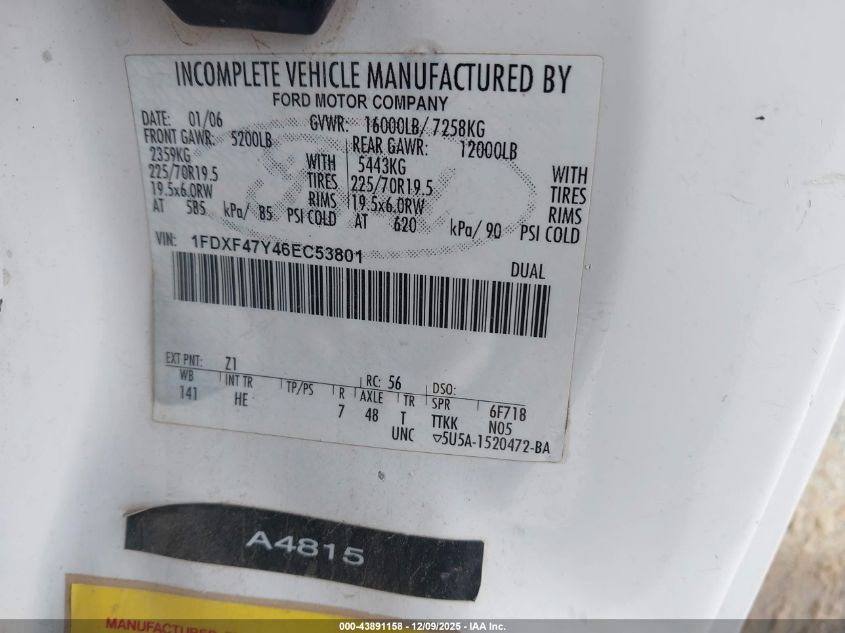 INCOMPLETE VEHICLE MANUFACTURED BY
FORD MOTOR COMPANY
DATE: 01/06 GVWR: 16000LB/ 7258KG
FRONT GAWR: 5200LB REAR GAWR: 12000LB
2359KG WITH 5443KG WITH
225/70R19.5 TIRES 225/70R19.5 TIRES
19.5x6.0RW RIMS 19.5x6.0RW RIMS
AT 585 kPa/ 85 PSI COLD AT 620 kPa/ 90 PSI COLD
VIN: 1FDXF47Y46EC53801
DUAL
EXT PNT: Z1 RC: 56 DSO:
WB INT TR TP/PS R AXLE TR SPR 6F718
141 HE 7 48 T TTKK N05
UNC ▽5U5A-1520472-BA
A4815
MANUFACTURED
000-43891158 - 12/09/2025 - IAA Inc.